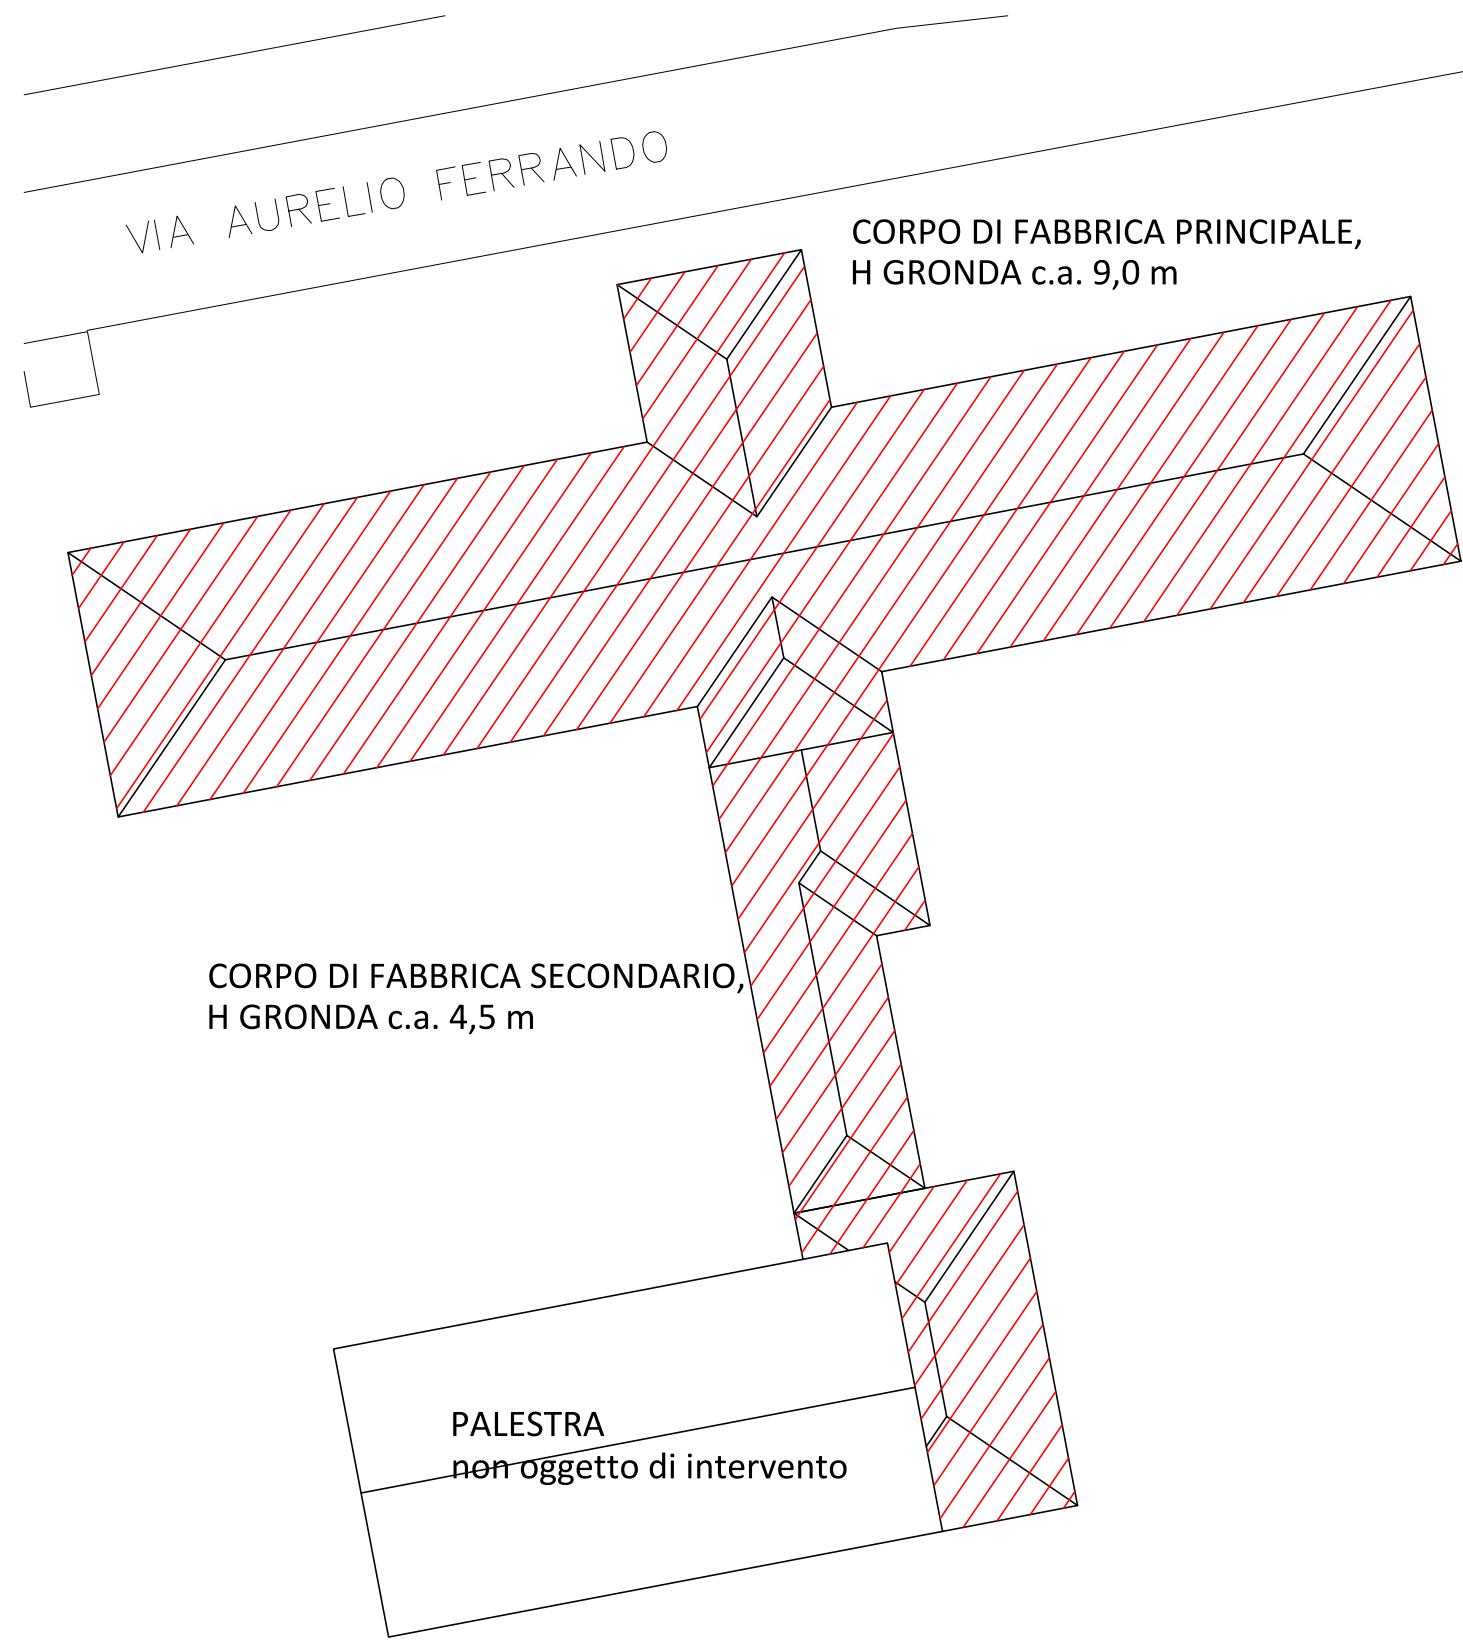 VIA AURELIO FERRANDO
CORPO DI FABBRICA PRINCIPALE,
H GRONDA c.a. 9,0 m
CORPO DI FABBRICA SECONDARIO,
H GRONDA c.a. 4,5 m
PALESTRA
non oggetto di intervento